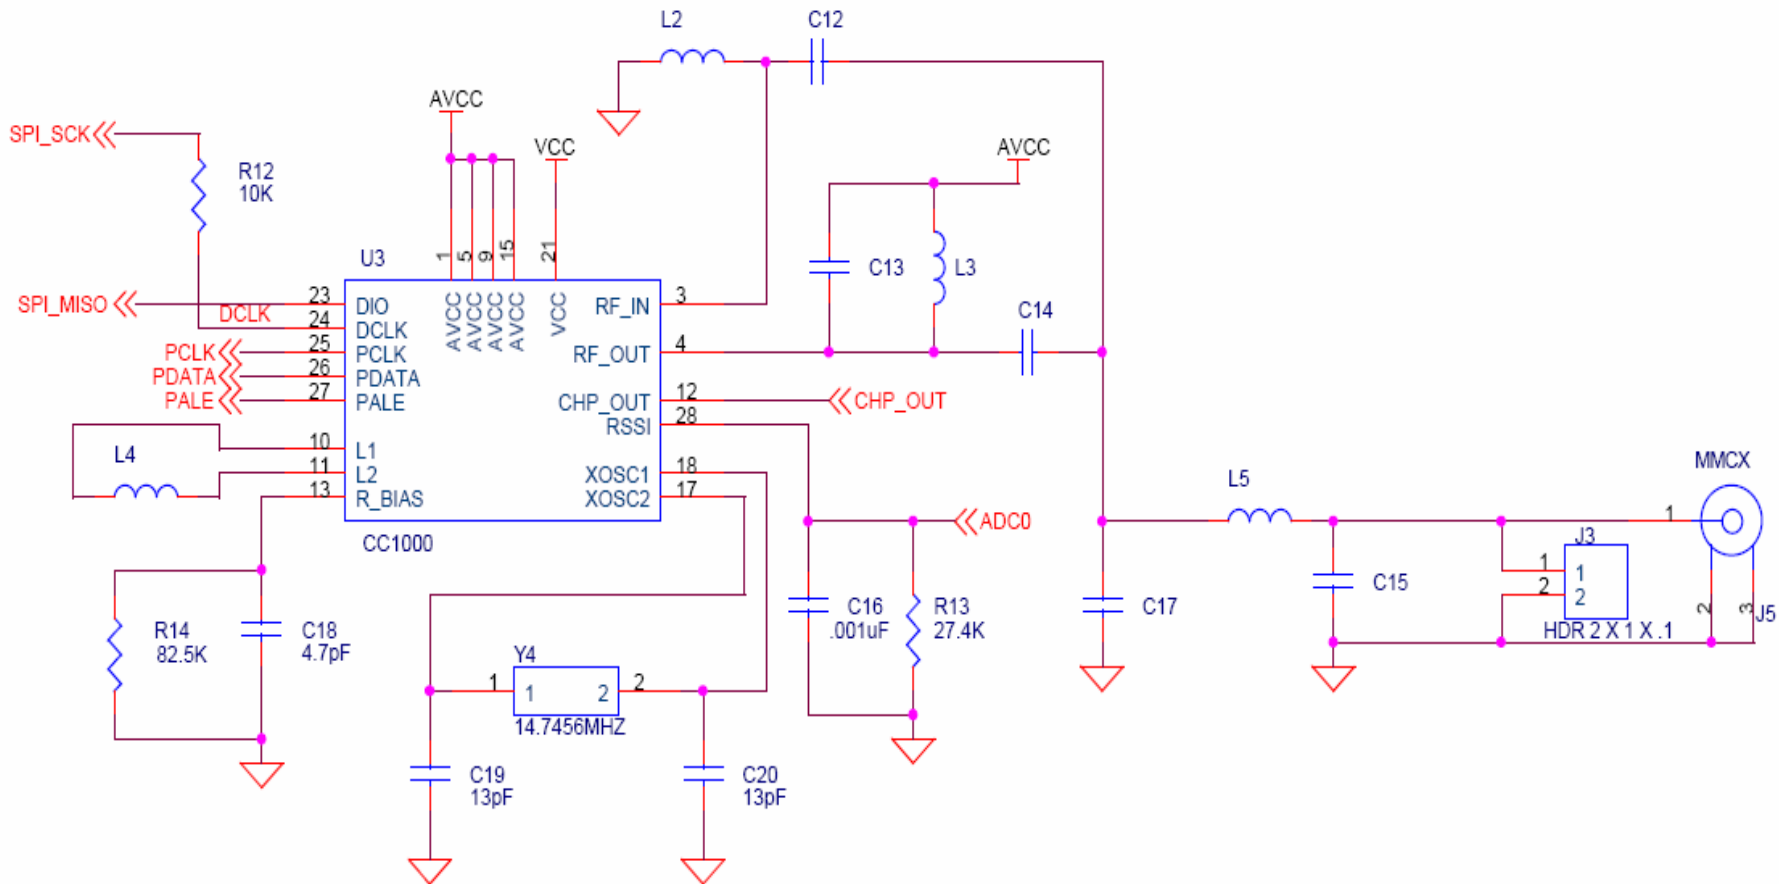 L2
C12
AVCC
SPI_SCK
VCC
AVCC
R12
10K
U3
1
5
9
15
21
C13
L3
C14
SPI_MISO
DCLK
23
DIO
24
DCLK
PCLK
25
PCLK
PDATA
26
PDATA
PALE
27
PALE
AVCC
AVCC
AVCC
AVCC
VCC
RF_IN
3
RF_OUT
4
CHP_OUT
12
CHP_OUT
RSSI
28
L4
10
L1
11
L2
13
R_BIAS
XOSC1
18
XOSC2
17
CC1000
ADC0
L5
MMCX
1
J3
1
1
2
2
HDR 2 X 1 X .1
2
3
J5
C15
C17
C16
.001uF
R13
27.4K
R14
82.5K
C18
4.7pF
Y4
1
1
2
2
14.7456MHZ
C19
13pF
C20
13pF